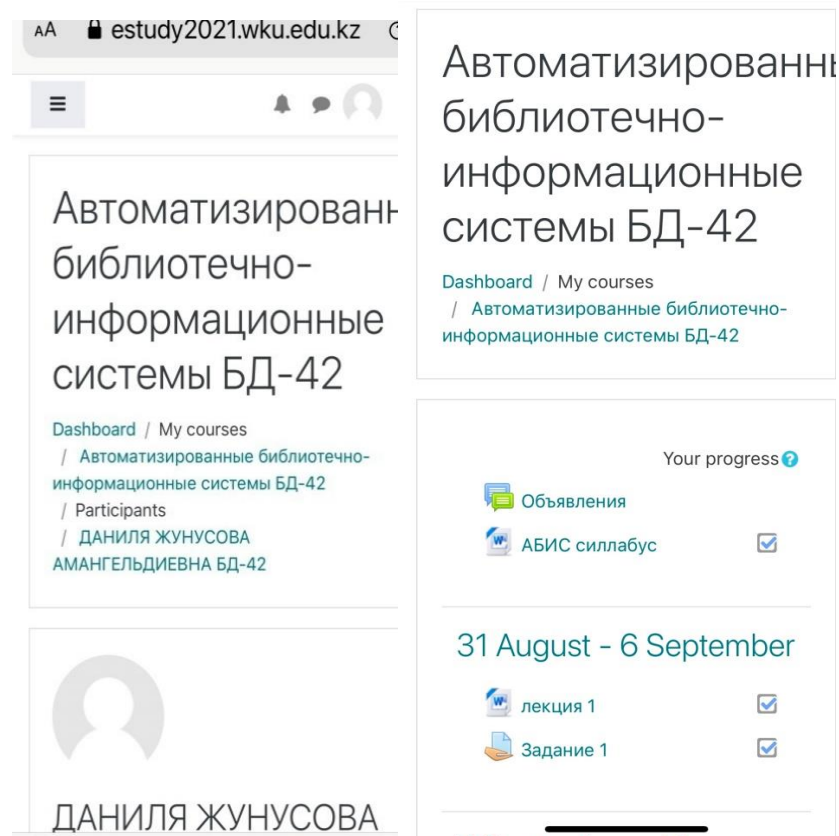 AA estudy2021.wku.edu.kz
Автоматизированн
библиотечно-
информационные
системы БД-42
Dashboard / My courses
/ Автоматизированные библиотечно-
информационные системы БД-42
/ Participants
/ ДАНИЛЯ ЖУНУСОВА
АМАНГЕЛЬДИЕВНА БД-42
ДАНИЛЯ ЖУНУСОВА
Автоматизированны
библиотечно-
информационные
системы БД-42
Dashboard / My courses
/ Автоматизированные библиотечно-
информационные системы БД-42
Your progress
Объявления
АБИС силлабус
31 August - 6 September
лекция 1
Задание 1